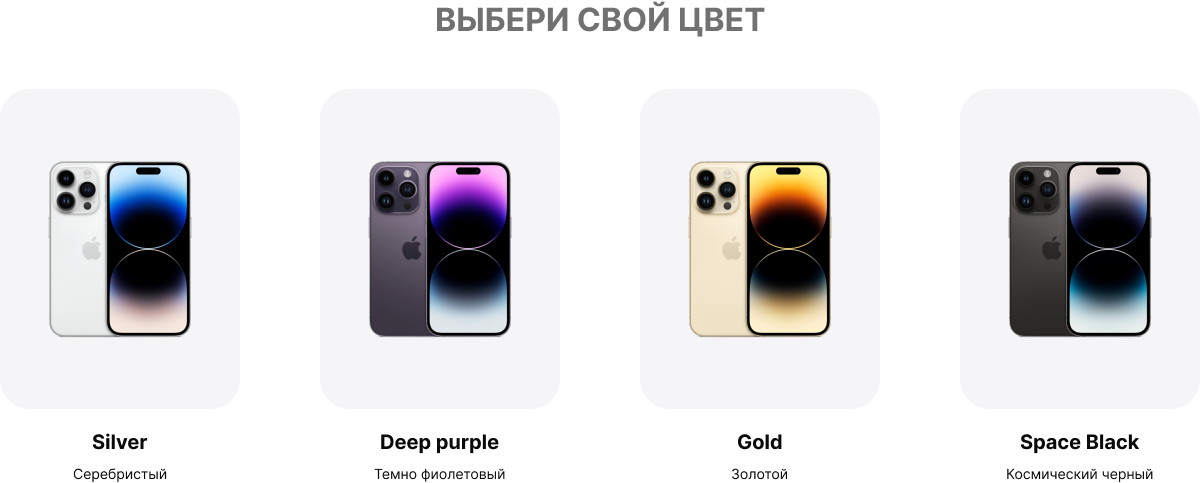 ВЫБЕРИ СВОЙ ЦВЕТ
Silver
Серебристый
Deep purple
Темно фиолетовый
Gold
Золотой
Space Black
Космический черный